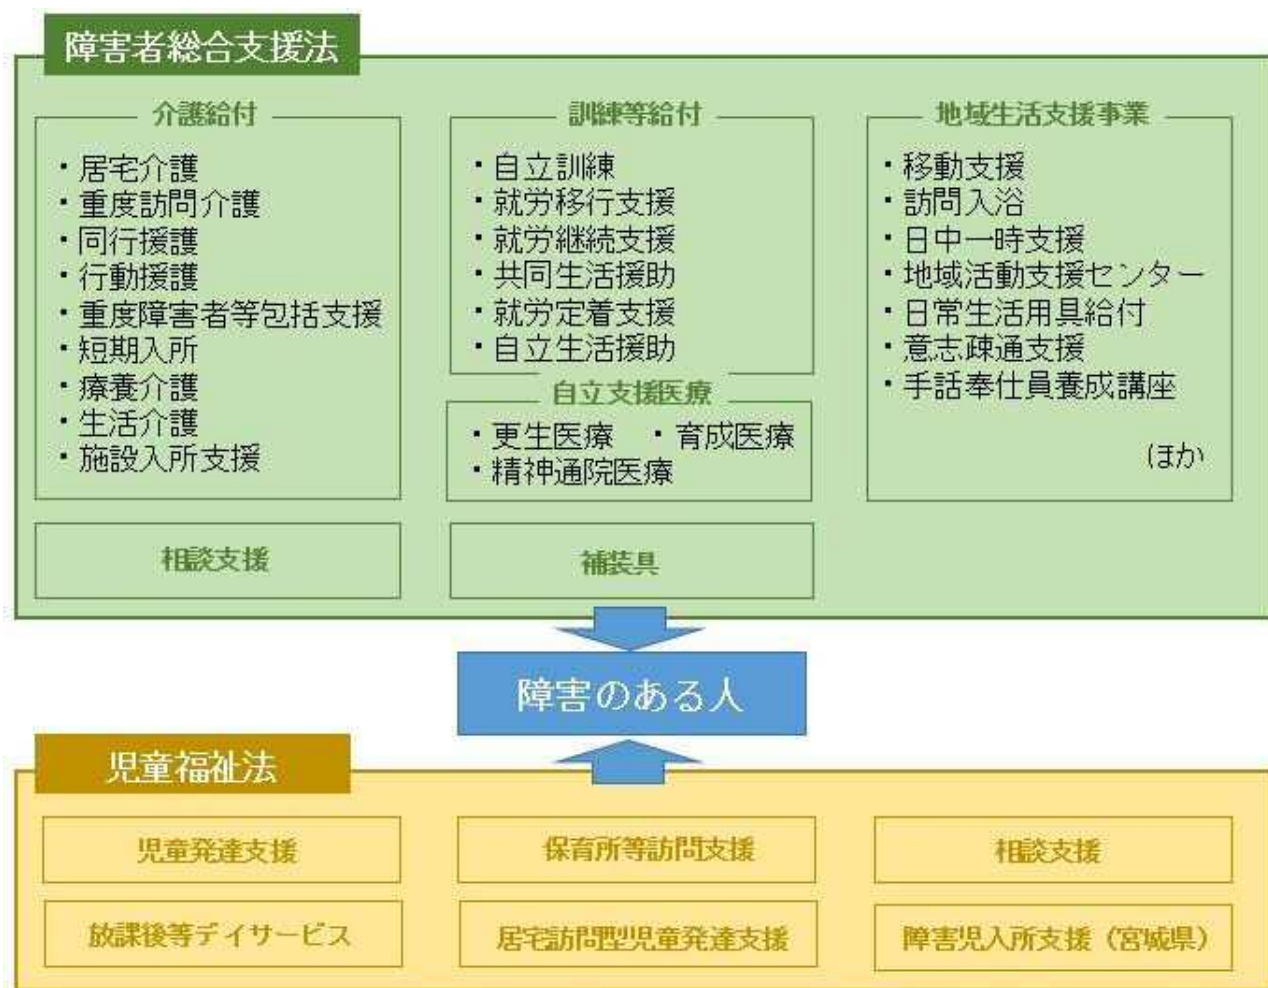 障害者総合支援法
介護給付
・居宅介護
・重度訪問介護
・同行援護
・行動援護
・重度障害者等包括支援
・短期入所
・療養介護
・生活介護
・施設入所支援
相談支援
訓練等給付
・自立訓練
・就労移行支援
・就労継続支援
・共同生活援助
・就労定着支援
・自立生活援助
自立支援医療
・更生医療 ・育成医療
・精神通院医療
補装具
地域生活支援事業
・移動支援
・訪問入浴
・日中一時支援
・地域活動支援センター
・日常生活用具給付
・意志疎通支援
・手話奉仕員養成講座
ほか
障害のある人
児童福祉法
児童発達支援
保育所等訪問支援
相談支援
放課後等デイサービス
居宅訪問型児童発達支援
障害児入所支援（宮城県）